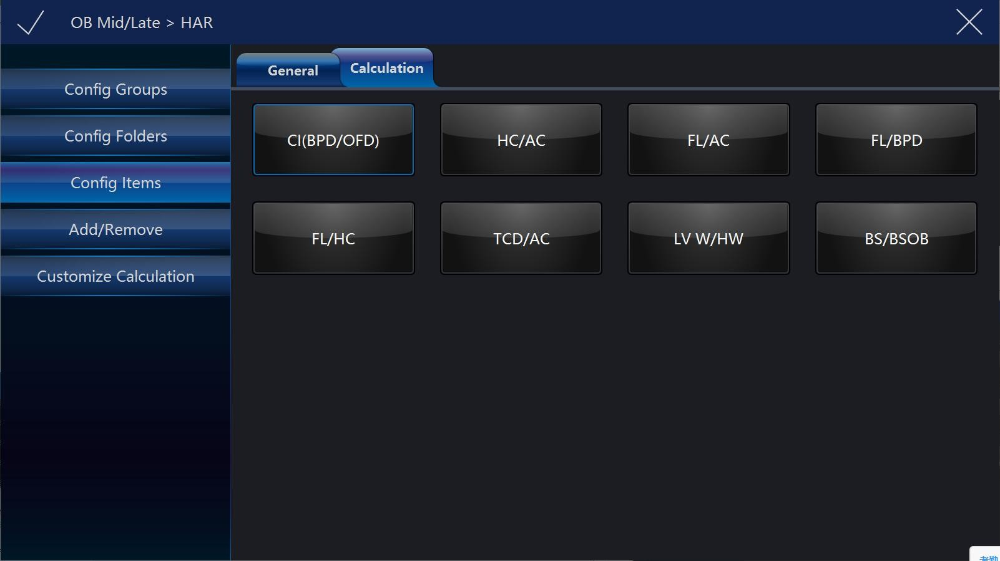 OB Mid/Late > HAR
General
Calculation
Config Groups
Config Folders
Config Items
Add/Remove
Customize Calculation
CI(BPD/OFD)
HC/AC
FL/AC
FL/BPD
FL/HC
TCD/AC
LV W/HW
BS/BSOB